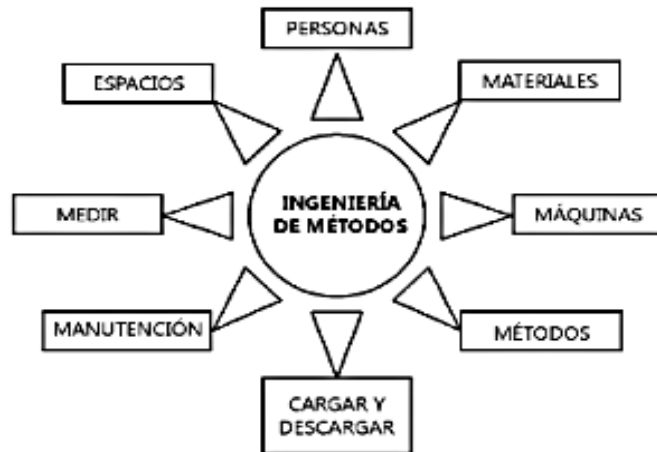 PERSONAS
ESPACIOS
MATERIALES
MEDIR
INGENIERÍA
DE MÉTODOS
MÁQUINAS
MANUTENCIÓN
MÉTODOS
CARGAR Y
DESCARGAR